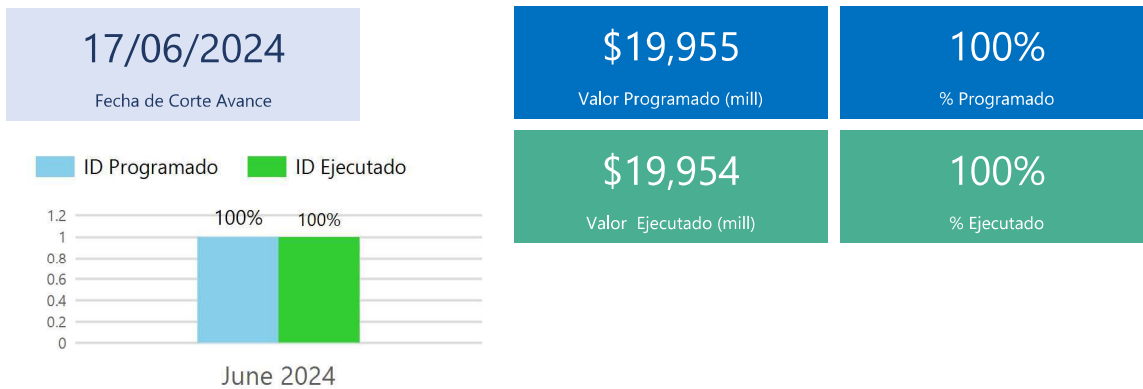 17/06/2024
Fecha de Corte Avance
$19,955
Valor Programado (mill)
100%
% Programado
$19,954
Valor Ejecutado (mill)
100%
% Ejecutado
ID Programado
ID Ejecutado
1.2
1
0.8
0.6
0.4
0.2
0
100%
100%
June 2024